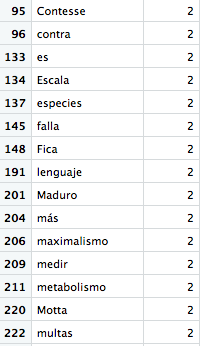 95 Contesse 2
96 contra 2
133 es 2
134 Escala 2
137 especies 2
145 falla 2
148 Fica 2
191 lenguaje 2
201 Maduro 2
204 más 2
206 maximalismo 2
209 medir 2
211 metabolismo 2
220 Motta 2
222 multas 2